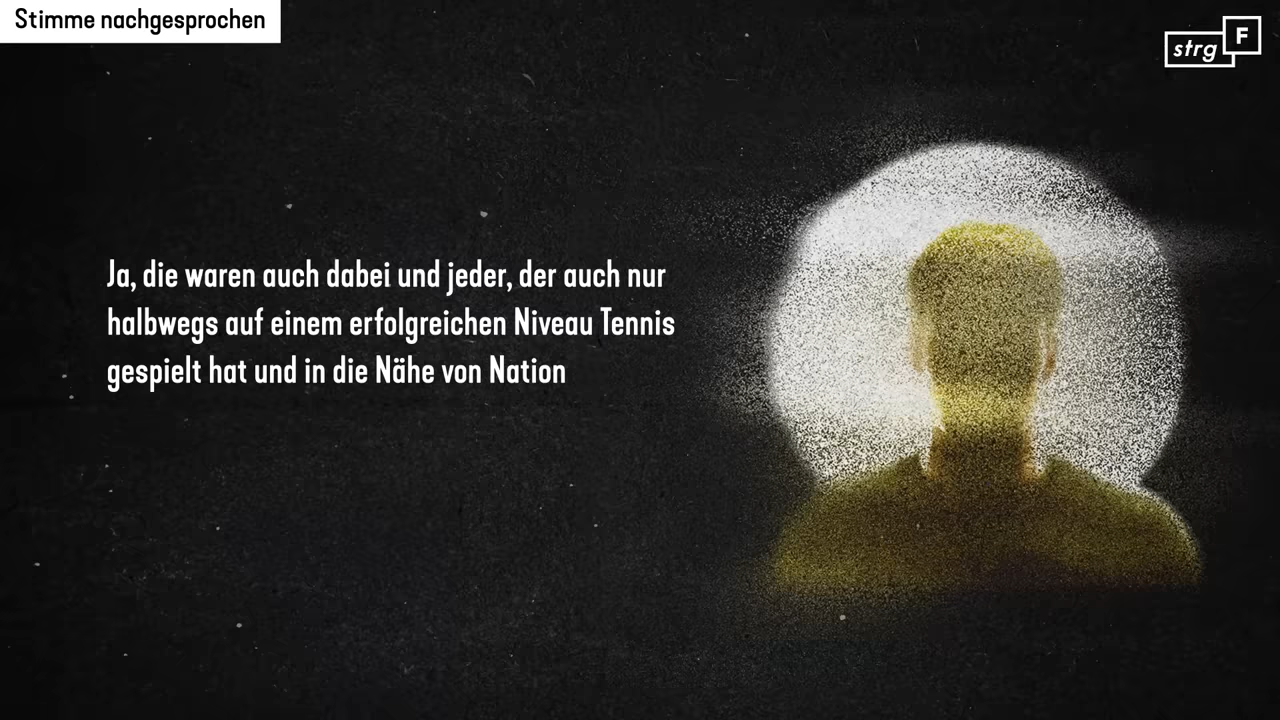 Stimme nachgesprochen
strg F
Ja, die waren auch dabei und jeder, der auch nur
halbwegs auf einem erfolgreichen Niveau Tennis
gespielt hat und in die Nähe von Nation